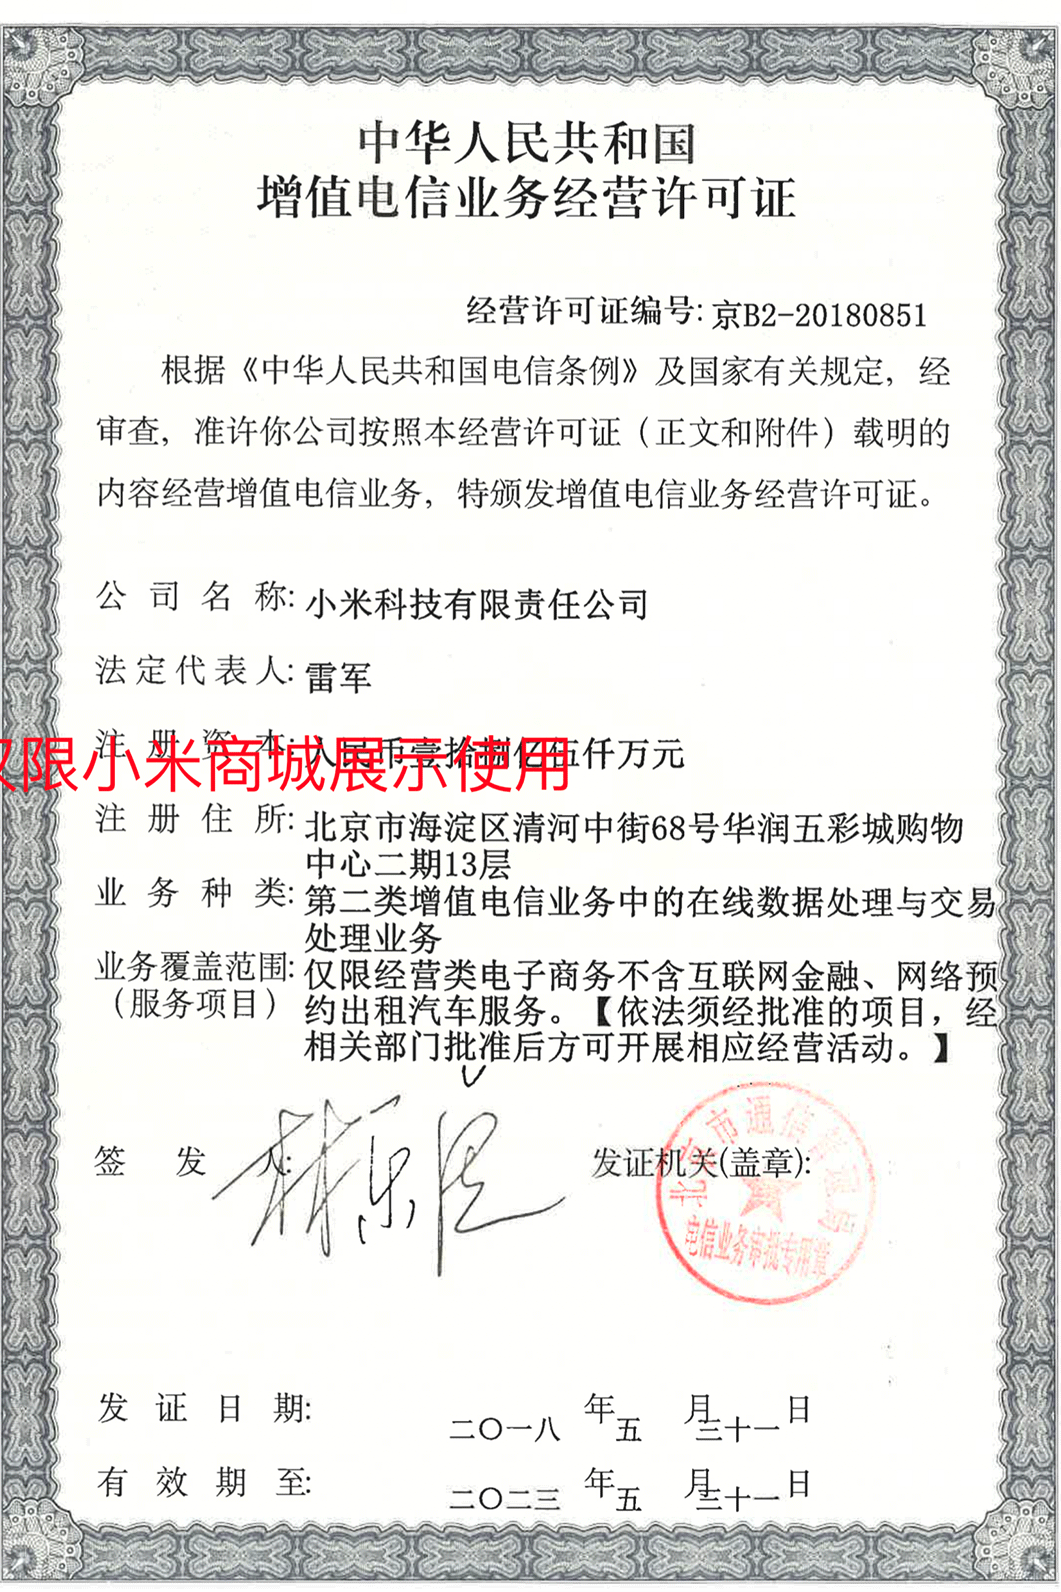 中华人民共和国
增值电信业务经营许可证
经营许可证编号: 京B2-20180851
根据《中华人民共和国电信条例》及国家有关规定，经
审查，准许你公司按照本经营许可证（正文和附件）载明的
内容经营增值电信业务，特颁发增值电信业务经营许可证。
公司名称: 小米科技有限责任公司
法定代表人: 雷军
注册资本: 人民币壹拾捌亿伍仟万元
仅限小米商城展示使用
注册住所: 北京市海淀区清河中街68号华润五彩城购物
中心二期13层
业务种类: 第二类增值电信业务中的在线数据处理与交易
处理业务
业务覆盖范围: 仅限经营类电子商务不含互联网金融、网络预
（服务项目） 约出租汽车服务。【依法须经批准的项目，经
相关部门批准后方可开展相应经营活动。】
签发人:
发证机关(盖章):
北京市通信管理局
电信业务审批专用章
发证日期: 二〇一八 年 五 月 三十一 日
有效期至: 二〇二三 年 五 月 三十一 日